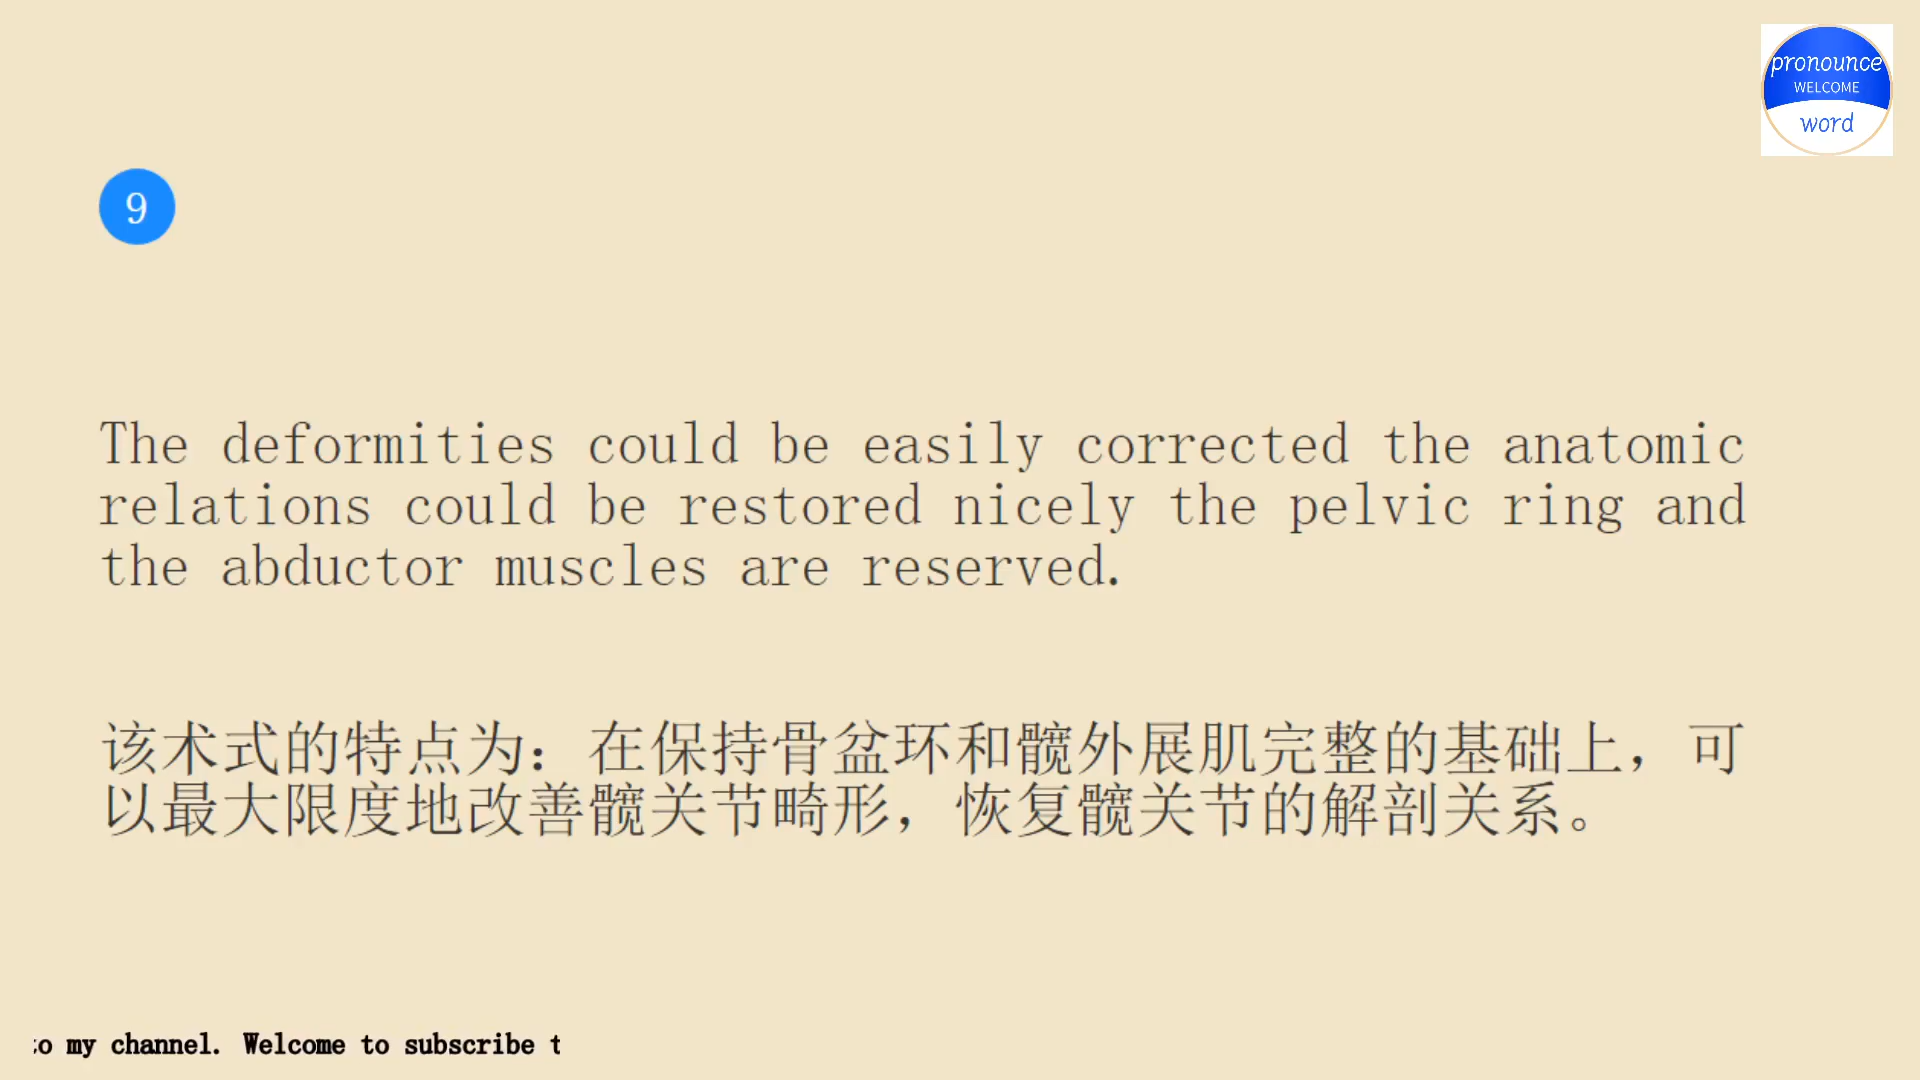 pronounce
WELCOME
word
9
The deformities could be easily corrected the anatomic
relations could be restored nicely the pelvic ring and
the abductor muscles are reserved.
该术式的特点为：在保持骨盆环和髋外展肌完整的基础上，可
以最大限度地改善髋关节畸形，恢复髋关节的解剖关系。
to my channel. Welcome to subscribe t